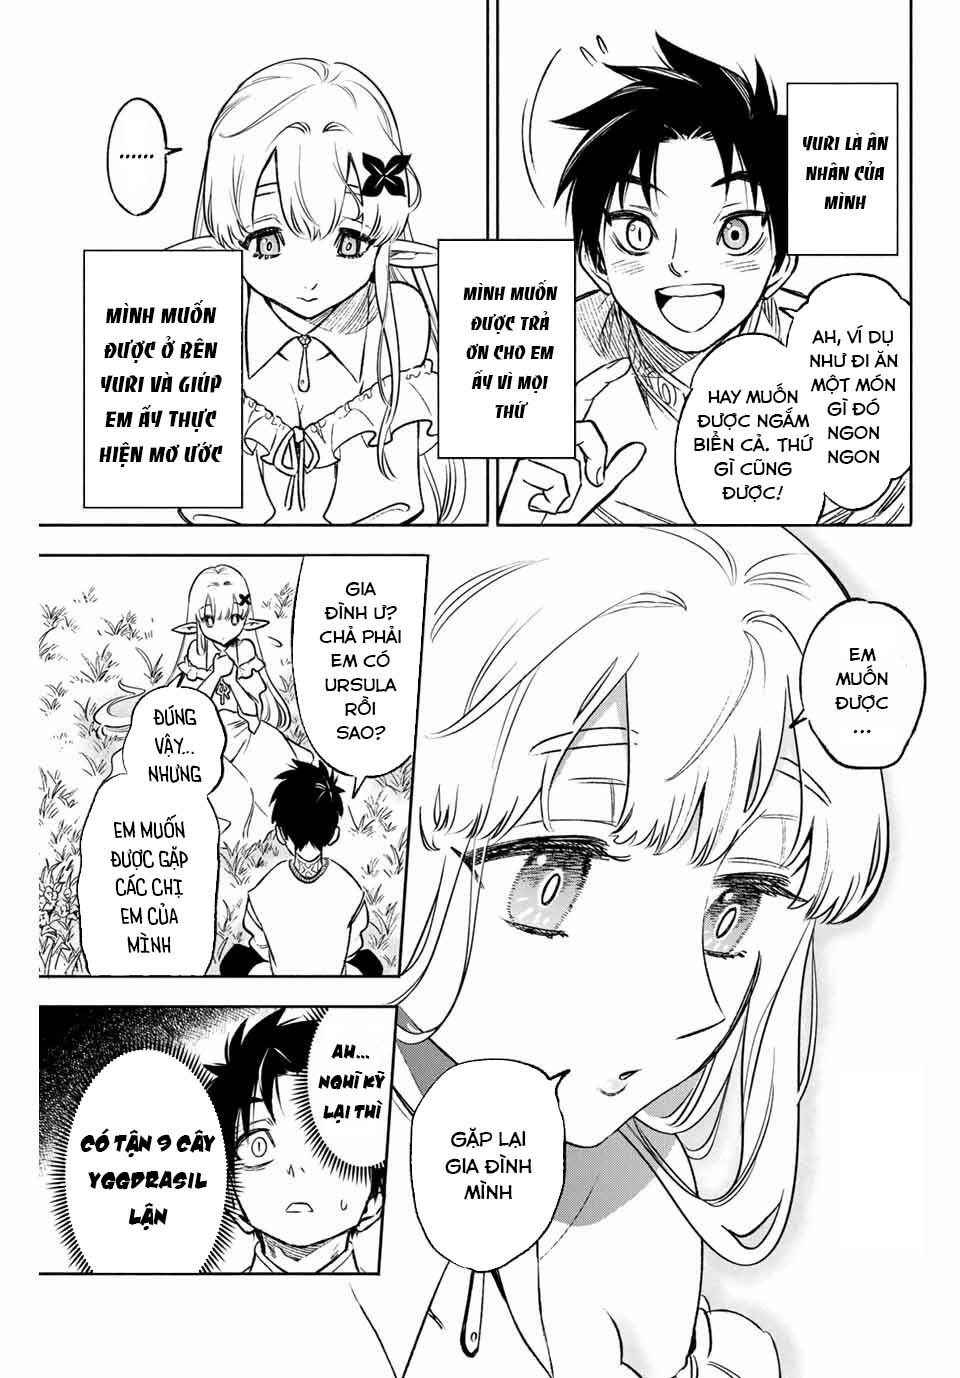 YURI LÀ ÂN
NHÂN CỦA
MÌNH
AH, VÍ DỤ
NHƯ ĐI ĂN
MỘT MÓN
GÌ ĐÓ
NGON
NGON
HAY MUỐN
ĐƯỢC NGẮM
BIỂN CẢ. THỨ
GÌ CŨNG
ĐƯỢC!
MÌNH MUỐN
ĐƯỢC TRẢ
ƠN CHO EM
ẤY VÌ MỌI
THỨ
......
MÌNH MUỐN
ĐƯỢC Ở BÊN
YURI VÀ GIÚP
EM ẤY THỰC
HIỆN MƠ ƯỚC
EM
MUỐN
ĐƯỢC
...
GẶP LẠI
GIA ĐÌNH
MÌNH
GIA
ĐÌNH Ư?
CHẢ PHẢI
EM CÓ
URSULA
RỒI
SAO?
ĐÚNG
VẬY...
NHƯNG
EM MUỐN
ĐƯỢC GẶP
CÁC CHỊ
EM CỦA
MÌNH
AH...
NGHĨ KỸ
LẠI THÌ
CÓ TẬN 9 CÂY
YGGDRASIL
LẬN